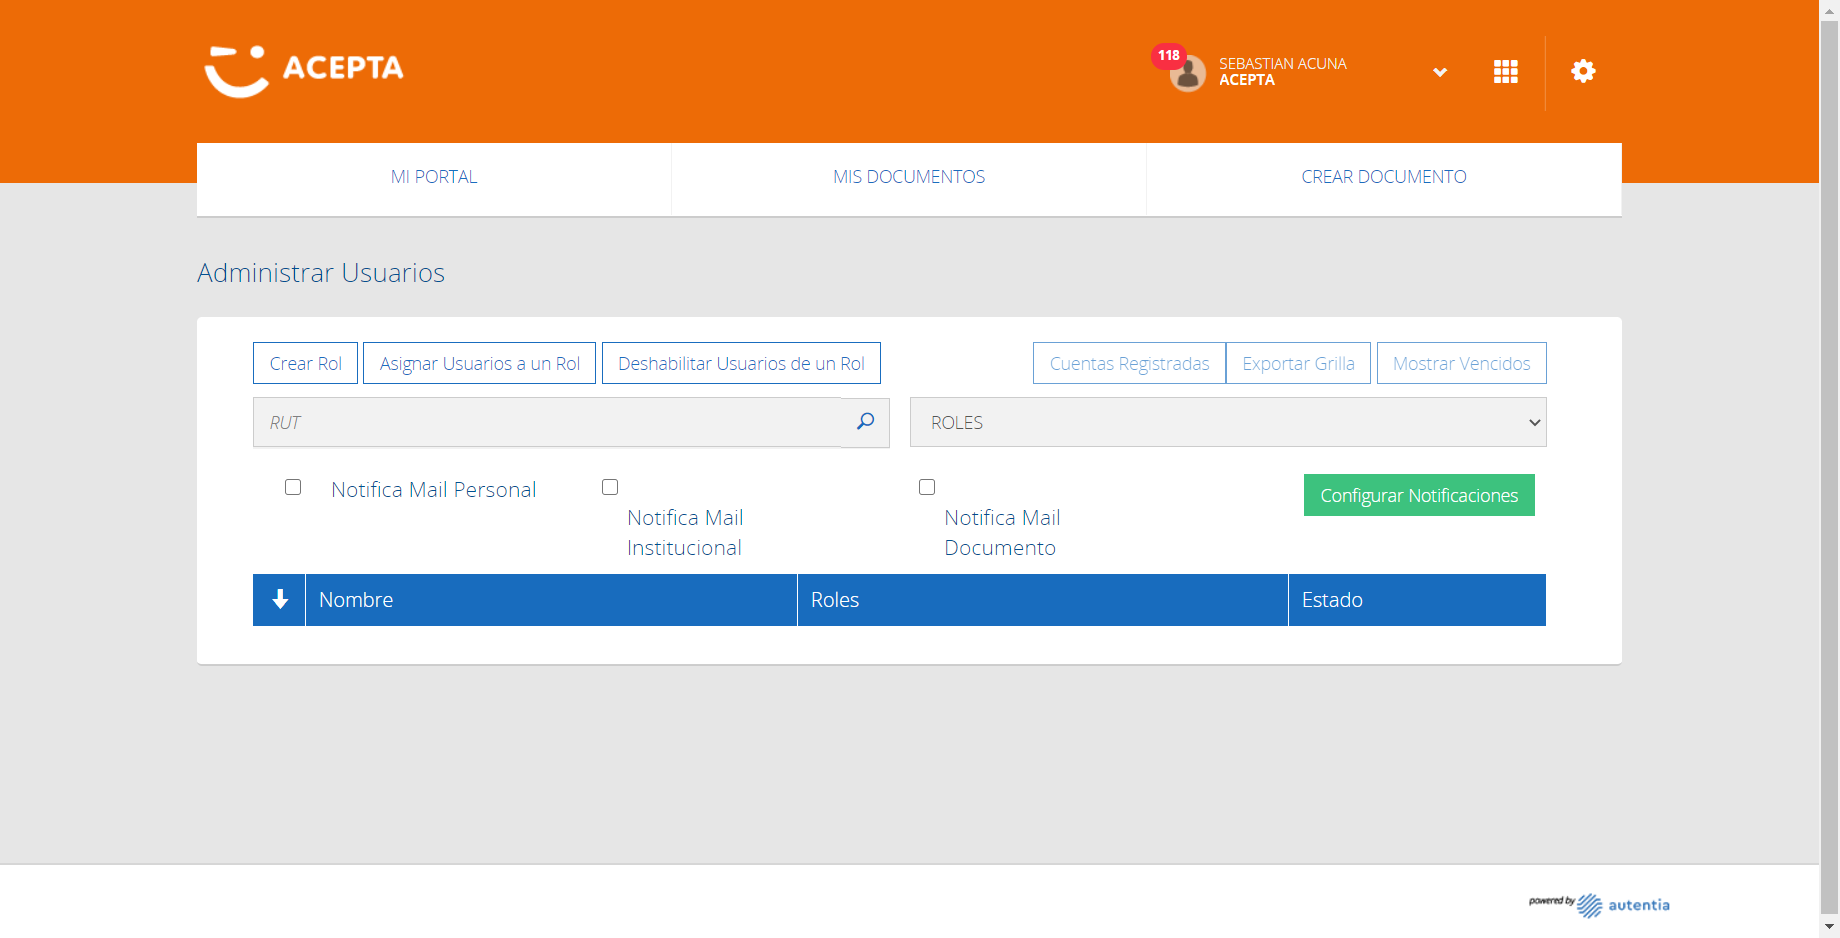 ACEPTA
118
SEBASTIAN ACUNA
ACEPTA
MI PORTAL
MIS DOCUMENTOS
CREAR DOCUMENTO
Administrar Usuarios
Crear Rol
Asignar Usuarios a un Rol
Deshabilitar Usuarios de un Rol
Cuentas Registradas
Exportar Grilla
Mostrar Vencidos
RUT
ROLES
Notifica Mail Personal
Notifica Mail
Institucional
Notifica Mail
Documento
Configurar Notificaciones
Nombre
Roles
Estado
powered by autentia